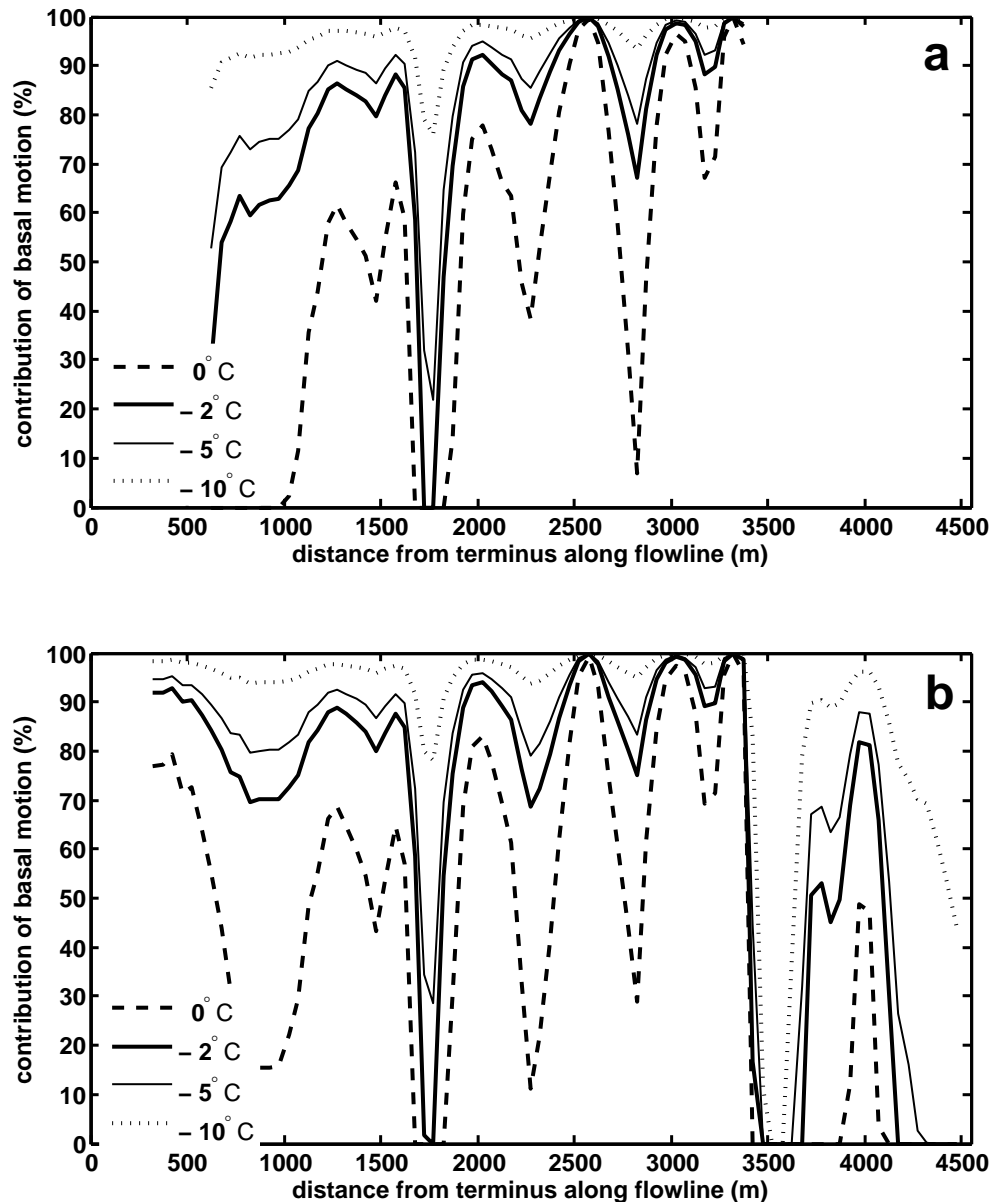 100
90
80
70
60
50
40
30
20
10
0
contribution of basal motion (%)
a
0° C
– 2° C
– 5° C
– 10° C
0 500 1000 1500 2000 2500 3000 3500 4000 4500
distance from terminus along flowline (m)
100
90
80
70
60
50
40
30
20
10
0
contribution of basal motion (%)
b
0° C
– 2° C
– 5° C
– 10° C
0 500 1000 1500 2000 2500 3000 3500 4000 4500
distance from terminus along flowline (m)